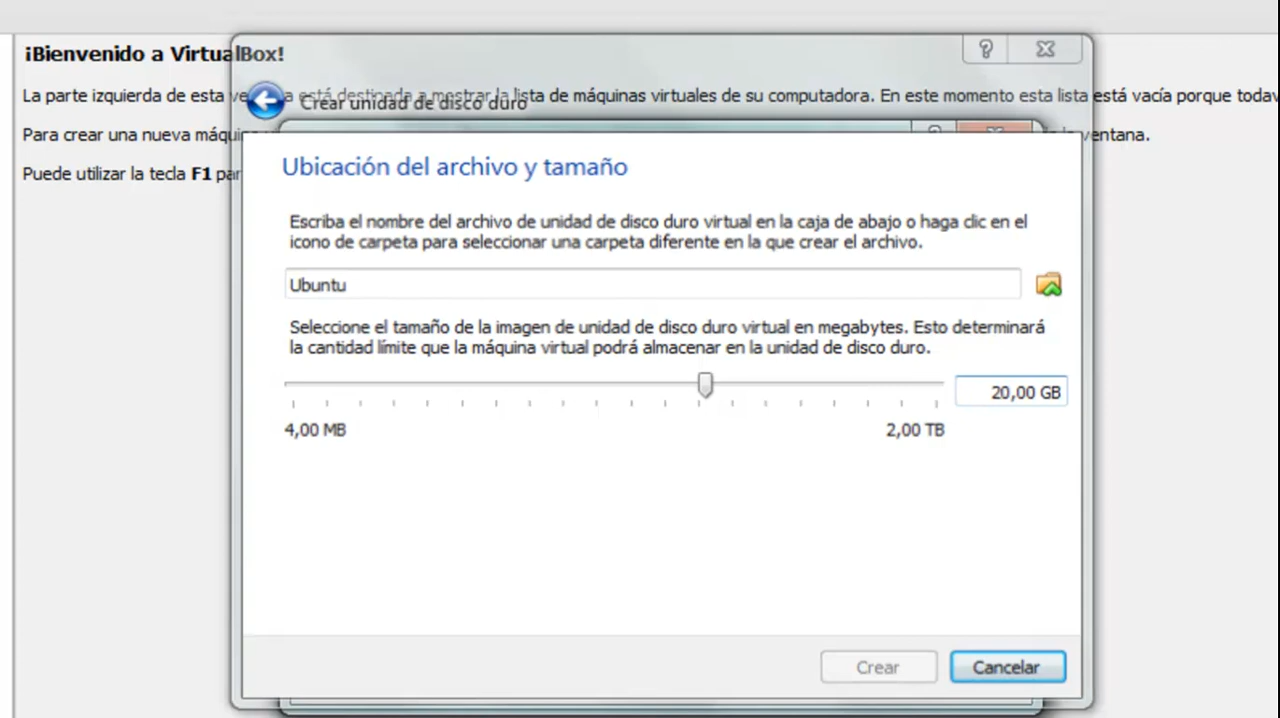 ¡Bienvenido a VirtualBox!
La parte izquierda de esta ve a está destinada a mostrar la lista de máquinas virtuales de su computadora. En este momento esta lista está vacía porque todav
Crear unidad de disco duro
Para crear una nueva máqui ventana.
Puede utilizar la tecla F1 par
Ubicación del archivo y tamaño
Escriba el nombre del archivo de unidad de disco duro virtual en la caja de abajo o haga clic en el
icono de carpeta para seleccionar una carpeta diferente en la que crear el archivo.
Ubuntu
Seleccione el tamaño de la imagen de unidad de disco duro virtual en megabytes. Esto determinará
la cantidad límite que la máquina virtual podrá almacenar en la unidad de disco duro.
20,00 GB
4,00 MB 2,00 TB
Crear Cancelar